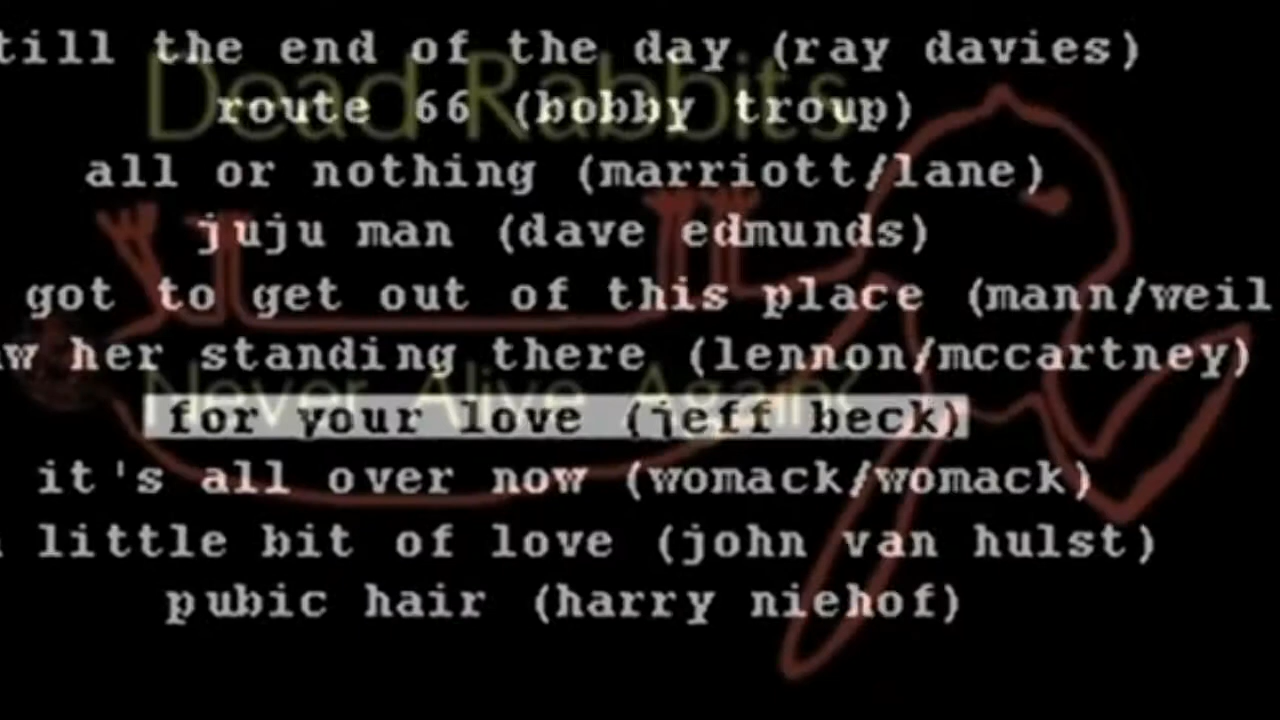 till the end of the day (ray davies)
Dead Rabbits
route 66 (bobby troup)
all or nothing (marriott/lane)
juju man (dave edmunds)
got to get out of this place (mann/weil
her standing there (lennon/mccartney)
Never Alive Again
for your love (jeff beck)
it's all over now (womack/womack)
little bit of love (john van hulst)
pubic hair (harry niehof)